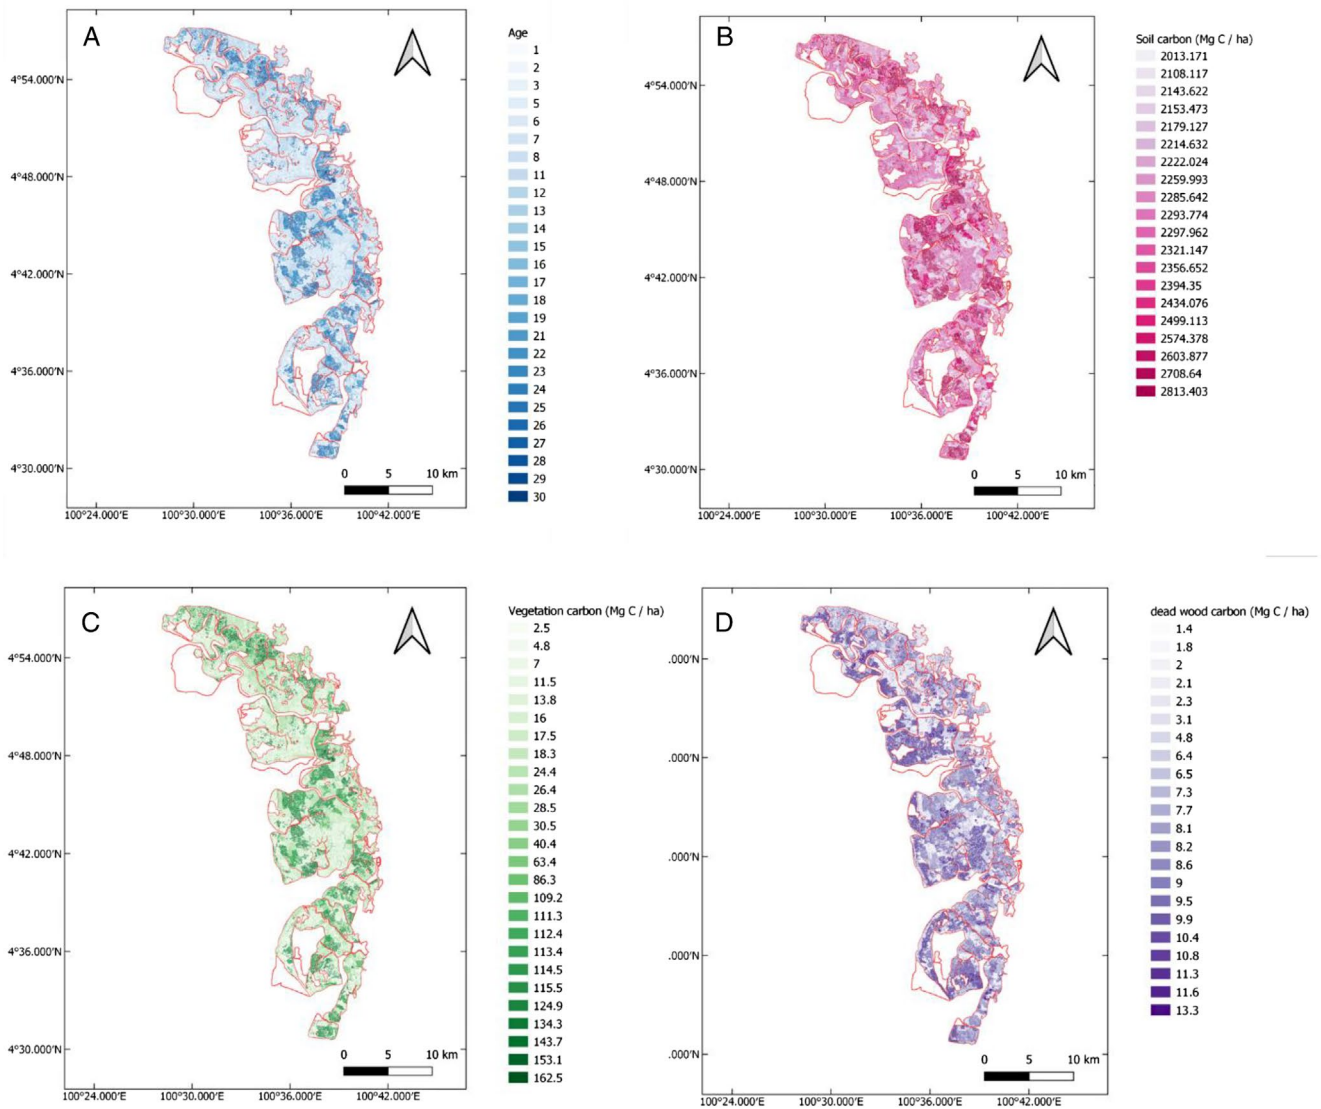 A
Age
1
2
3
5
6
7
8
11
12
13
14
15
16
17
18
19
21
22
23
24
25
26
27
28
29
30
4°54.000'N
4°48.000'N
4°42.000'N
4°36.000'N
4°30.000'N
0 5 10 km
100°24.000'E 100°30.000'E 100°36.000'E 100°42.000'E
B
Soil carbon (Mg C / ha)
2013.171
2108.117
2143.622
2153.473
2179.127
2214.632
2222.024
2259.993
2285.642
2293.774
2297.962
2321.147
2356.652
2394.35
2434.076
2499.113
2574.378
2603.877
2708.64
2813.403
4°54.000'N
4°48.000'N
4°42.000'N
4°36.000'N
4°30.000'N
0 5 10 km
100°24.000'E 100°30.000'E 100°36.000'E 100°42.000'E
C
Vegetation carbon (Mg C / ha)
2.5
4.8
7
11.5
13.8
16
17.5
18.3
24.4
26.4
28.5
30.5
40.4
63.4
86.3
109.2
111.3
112.4
113.4
114.5
115.5
124.9
134.3
143.7
153.1
162.5
4°54.000'N
4°48.000'N
4°42.000'N
4°36.000'N
4°30.000'N
0 5 10 km
100°24.000'E 100°30.000'E 100°36.000'E 100°42.000'E
D
dead wood carbon (Mg C / ha)
1.4
1.8
2
2.1
2.3
3.1
4.8
6.4
6.5
7.3
7.7
8.1
8.2
8.6
9
9.5
9.9
10.4
10.8
11.3
11.6
13.3
.000'N
.000'N
.000'N
.000'N
.000'N
0 5 10 km
100°24.000'E 100°30.000'E 100°36.000'E 100°42.000'E